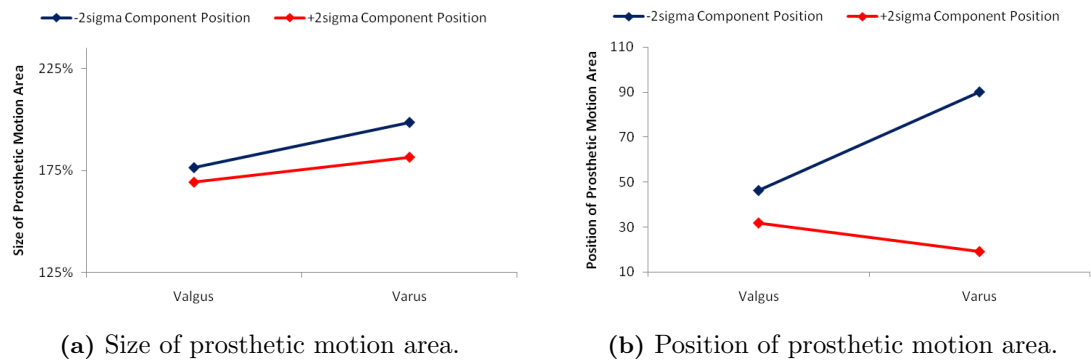 -2sigma Component Position +2sigma Component Position
Size of Prosthetic Motion Area
225%
175%
125%
Valgus Varus
(a) Size of prosthetic motion area.
-2sigma Component Position +2sigma Component Position
Position of Prosthetic Motion Area
110
90
70
50
30
10
Valgus Varus
(b) Position of prosthetic motion area.